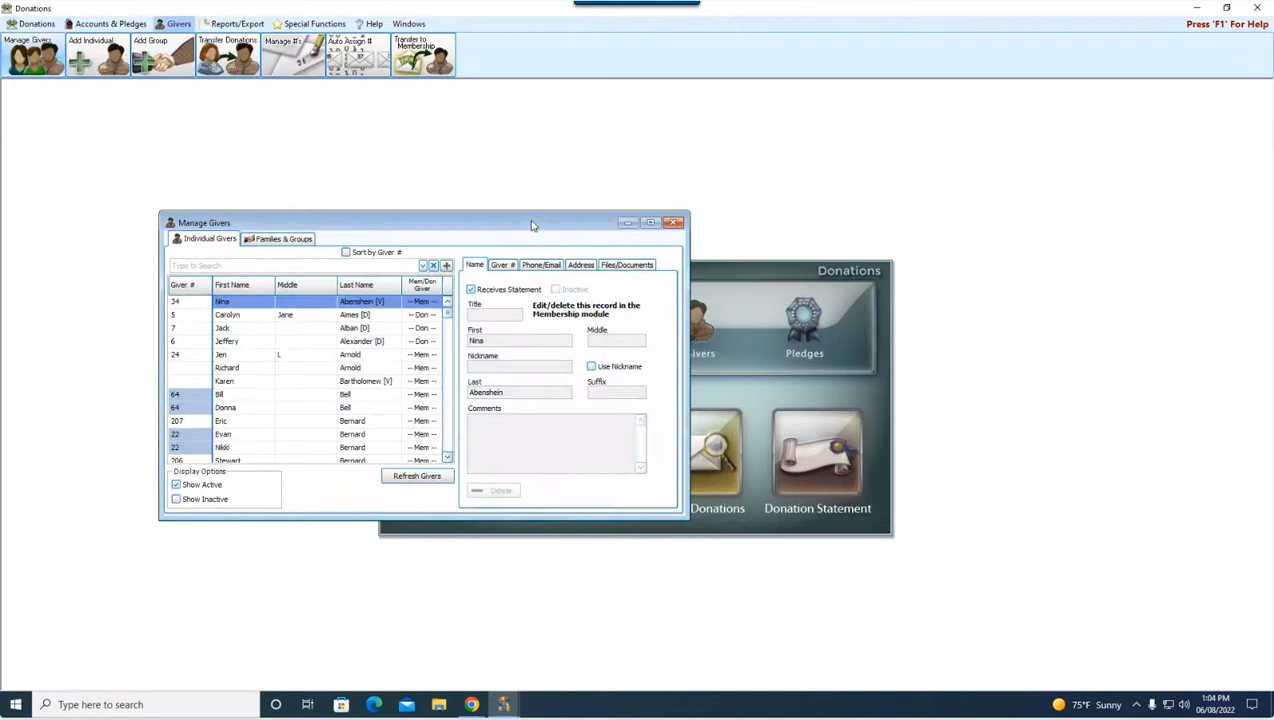 Donations
Donations Accounts & Pledges Givers Reports/Export Special Functions Help Windows Press 'F1' For Help
Manage Givers Add Individual Add Group Transfer Donations Manage #'s Auto Assign # Transfer to Membership
Manage Givers
Individual Givers Families & Groups
Sort by Giver #
Type to Search
Name Giver # Phone/Email Address Files/Documents
Giver # First Name Middle Last Name Mem/Don Giver
34 Nina Abenshein [V] -- Mem --
5 Carolyn Jane Aimes [D] -- Don --
7 Jack Alban [D] -- Don --
6 Jeffery Alexander [D] -- Don --
24 Jen L Arnold -- Mem --
Richard Arnold -- Mem --
Karen Bartholomew [V] -- Mem --
64 Bill Bell -- Mem --
64 Donna Bell -- Mem --
207 Eric Bernard -- Mem --
22 Evan Bernard -- Mem --
22 Nikki Bernard -- Mem --
206 Stewart Bernard -- Mem --
Display Options
Show Active
Show Inactive
Refresh Givers
Receives Statement Inactive
Title
Edit/delete this record in the
Membership module
First Middle
Nina
Nickname
Use Nickname
Last Suffix
Abenshein
Comments
Delete
Donations
Givers Pledges
Donations Donation Statement
Type here to search
75°F Sunny
1:04 PM
06/08/2022